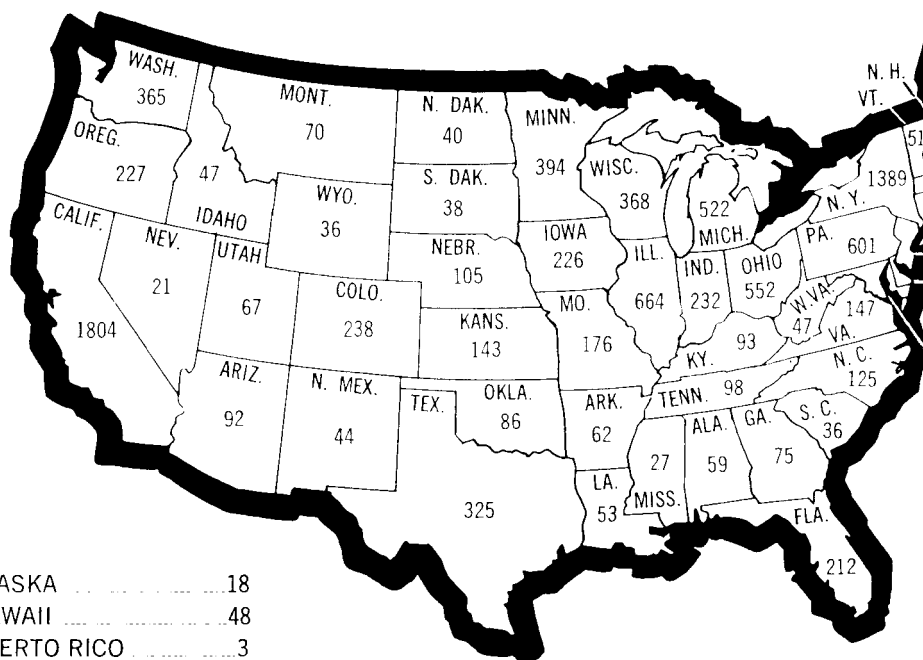 N. H.
VT.
WASH.
365
MONT.
70
N. DAK.
40
MINN.
394
OREG.
227
47
IDAHO
WYO.
36
S. DAK.
38
WISC.
368
522
MICH.
1389
N. Y.
51
CALIF.
1804
NEV.
21
UTAH
67
COLO.
238
NEBR.
105
IOWA
226
ILL.
664
IND.
232
OHIO
552
PA.
601
W.VA.
47
147
VA.
KANS.
143
MO.
176
KY.
93
N. C.
125
ARIZ.
92
N. MEX.
44
TEX.
325
OKLA.
86
ARK.
62
TENN.
98
S. C.
36
27
MISS.
ALA.
59
GA.
75
LA.
53
FLA.
212
ASKA 18
WAII 48
ERTO RICO 3